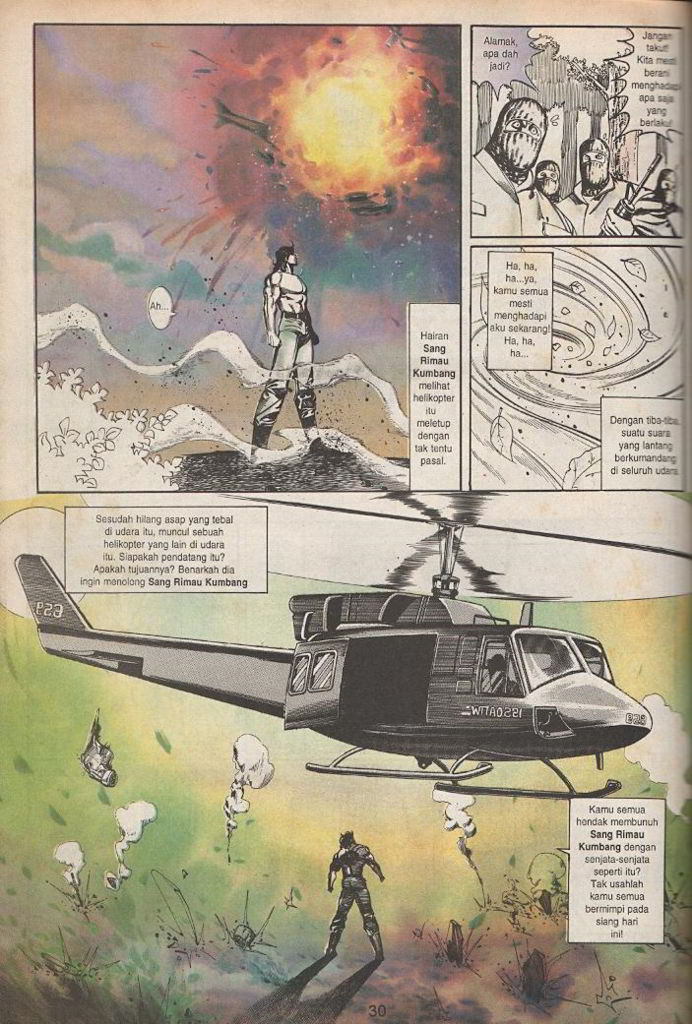 Ah...
Hairan
Sang
Rimau
Kumbang
melihat
helikopter
itu
meletup
dengan
tak tentu
pasal.
Alamak,
apa dah
jadi?
Jangan
takut!
Kita mesti
berani
menghadapi
apa saja
yang
berlaku!
Ha, ha,
ha...ya,
kamu semua
mesti
menghadapi
aku sekarang!
Ha, ha,
ha...
Dengan tiba-tiba,
suatu suara
yang lantang
berkumandang
di seluruh udara.
Sesudah hilang asap yang tebal
di udara itu, muncul sebuah
helikopter yang lain di udara
itu. Siapakah pendatang itu?
Apakah tujuannya? Benarkah dia
ingin menolong Sang Rimau Kumbang
Kamu semua
hendak membunuh
Sang Rimau
Kumbang dengan
senjata-senjata
seperti itu?
Tak usahlah
kamu semua
bermimpi pada
siang hari
ini!
30